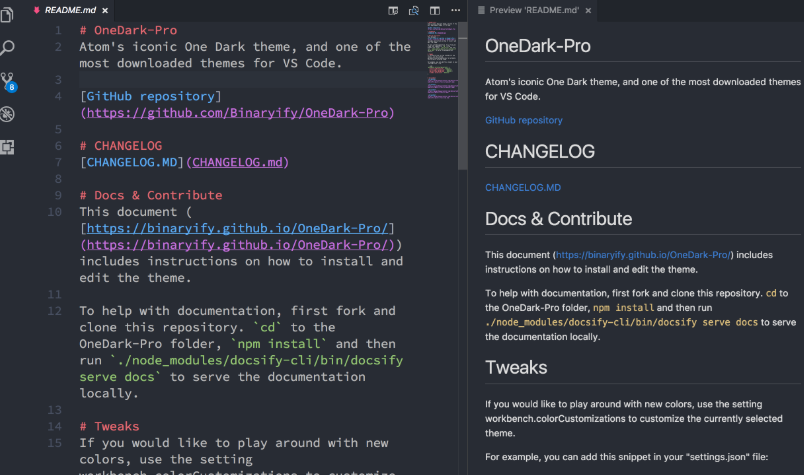 README.md
1 # OneDark-Pro
2 Atom's iconic One Dark theme, and one of the
most downloaded themes for VS Code.
3
4 [GitHub repository]
(https://github.com/Binaryify/OneDark-Pro)
5
6 # CHANGELOG
7 [CHANGELOG.MD](CHANGELOG.md)
8
9 # Docs & Contribute
10 This document (
[https://binaryify.github.io/OneDark-Pro/]
(https://binaryify.github.io/OneDark-Pro/))
includes instructions on how to install and
edit the theme.
11
12 To help with documentation, first fork and
clone this repository. `cd` to the
OneDark-Pro folder, `npm install` and then
run `./node_modules/docsify-cli/bin/docsify
serve docs` to serve the documentation
locally.
13
14 # Tweaks
15 If you would like to play around with new
colors, use the setting
workbench.colorCustomizations to customize
8
Preview 'README.md'
OneDark-Pro
Atom's iconic One Dark theme, and one of the most downloaded themes
for VS Code.
GitHub repository
CHANGELOG
CHANGELOG.MD
Docs & Contribute
This document (https://binaryify.github.io/OneDark-Pro/) includes
instructions on how to install and edit the theme.
To help with documentation, first fork and clone this repository. cd to
the OneDark-Pro folder, npm install and then run
./node_modules/docsify-cli/bin/docsify serve docs to serve
the documentation locally.
Tweaks
If you would like to play around with new colors, use the setting
workbench.colorCustomizations to customize the currently selected
theme.
For example, you can add this snippet in your "settings.json" file: